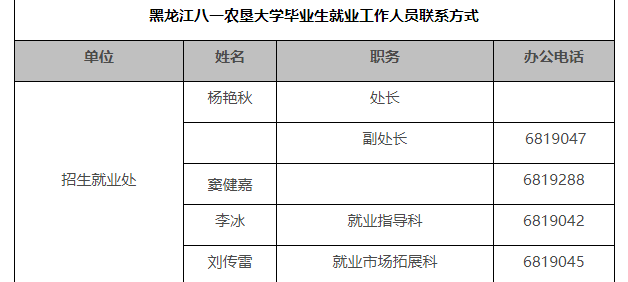 黑龙江八一农垦大学毕业生就业工作人员联系方式
单位 姓名 职务 办公电话
杨艳秋 处长
副处长 6819047
招生就业处
窦健嘉 6819288
李冰 就业指导科 6819042
刘传雷 就业市场拓展科 6819045